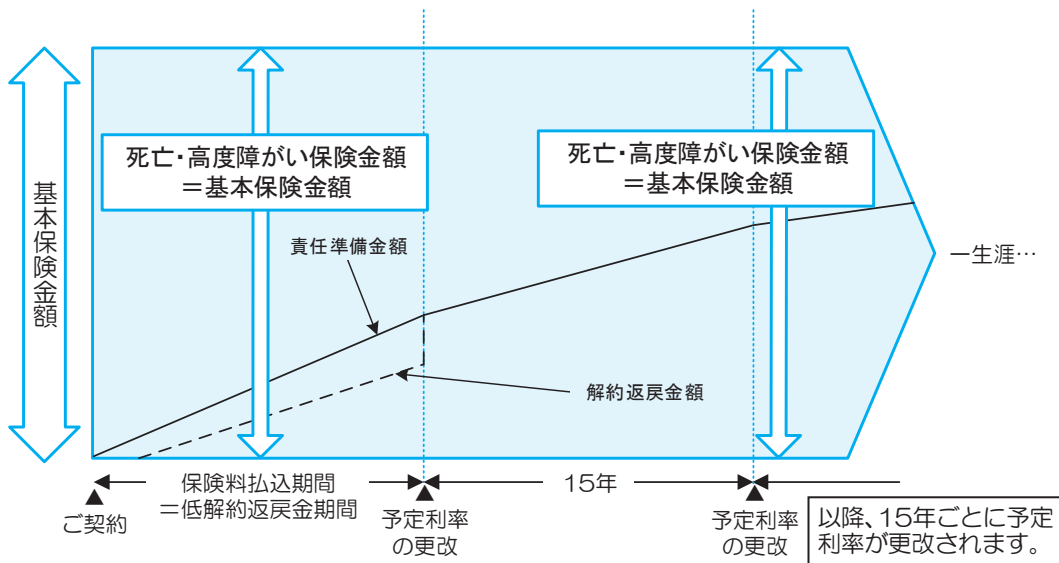 基本保険金額
死亡・高度障がい保険金額
＝基本保険金額
死亡・高度障がい保険金額
＝基本保険金額
責任準備金額
解約返戻金額
一生涯…
保険料払込期間
＝低解約返戻金期間
15年
ご契約
予定利率
の更改
予定利率
の更改
以降、15年ごとに予定
利率が更改されます。